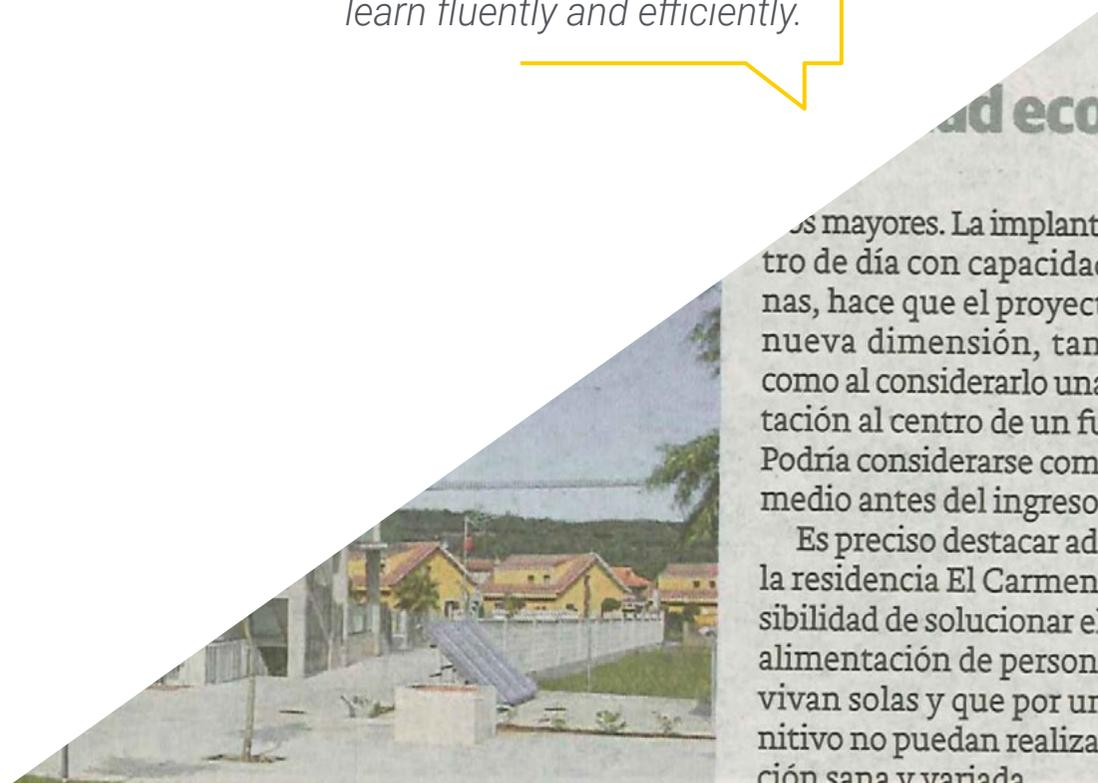 learn fluently and efficiently.
ad eco
os mayores. La implant
tro de día con capacidad
nas, hace que el proyect
nueva dimensión, tan
como al considerarlo una
tación al centro de un fu
Podría considerarse com
medio antes del ingreso
Es preciso destacar ad
la residencia El Carmen
sibilidad de solucionar e
alimentación de person
vivan solas y que por un
nitivo no puedan realiza
ción sana y variada